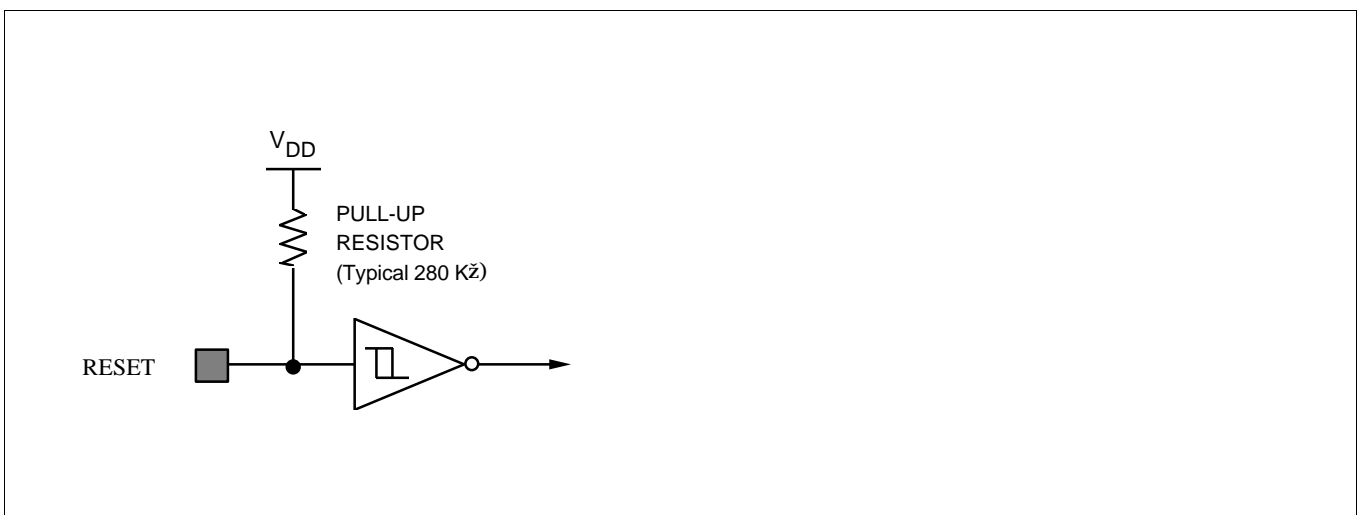 VDD
PULL-UP
RESISTOR
(Typical 280 Kž)
RESET